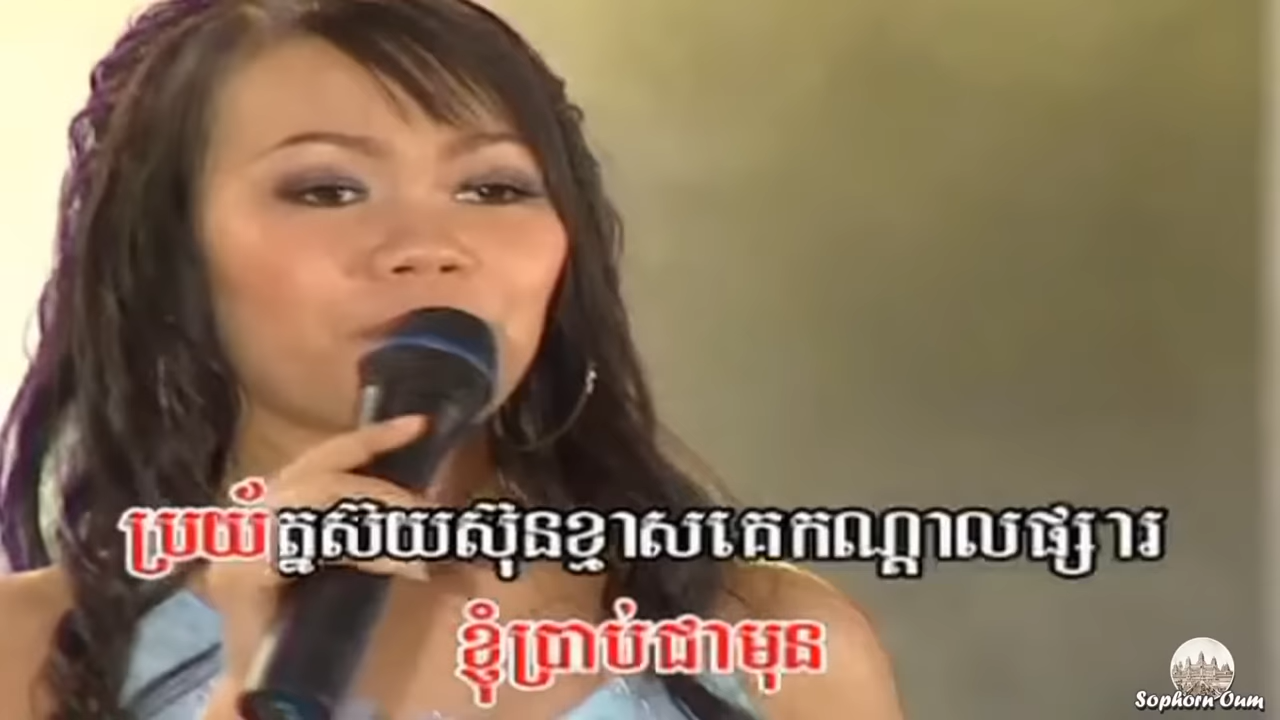 ប្រយ័ត្នស៊យស៊ុនខ្មាសគេកណ្ដាលផ្សារ
ខ្ញុំប្រាប់ជាមុន
Sophorn Oum